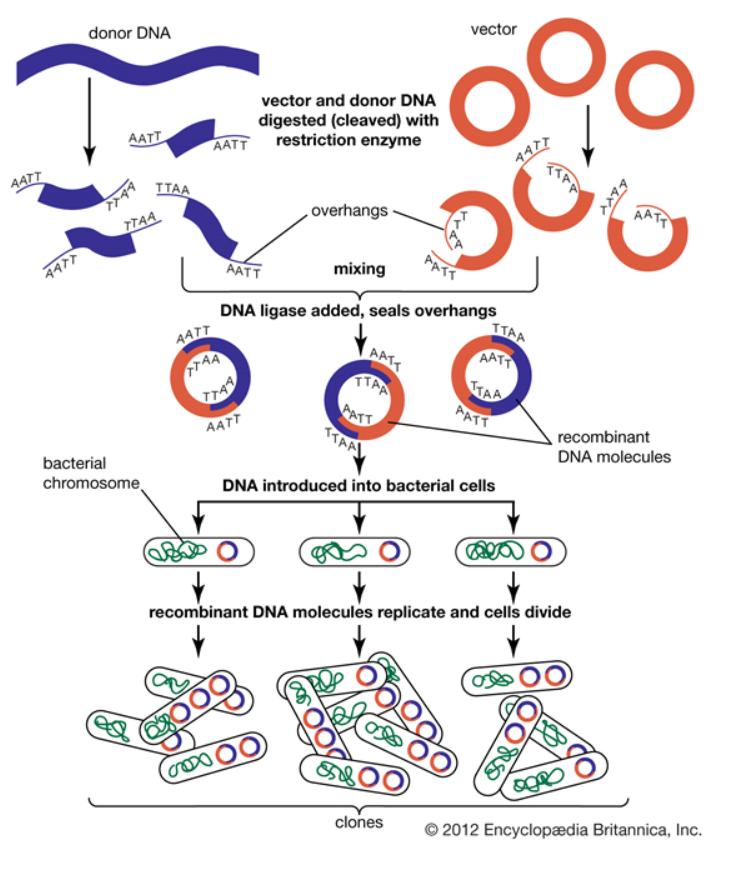 donor DNA
vector
vector and donor DNA
digested (cleaved) with
restriction enzyme
AATT
AATT
AATT
TTAA
TTAA
AATT
TTAA
AATT
AATT
TTAA
TTAA
AATT
TTAA
AATT
overhangs
mixing
DNA ligase added, seals overhangs
AATT
TTAA
TTAA
AATT
AATT
TTAA
AATT
TTAA
TTAA
AATT
TTAA
AATT
recombinant
DNA molecules
bacterial
chromosome
DNA introduced into bacterial cells
recombinant DNA molecules replicate and cells divide
clones
© 2012 Encyclopædia Britannica, Inc.